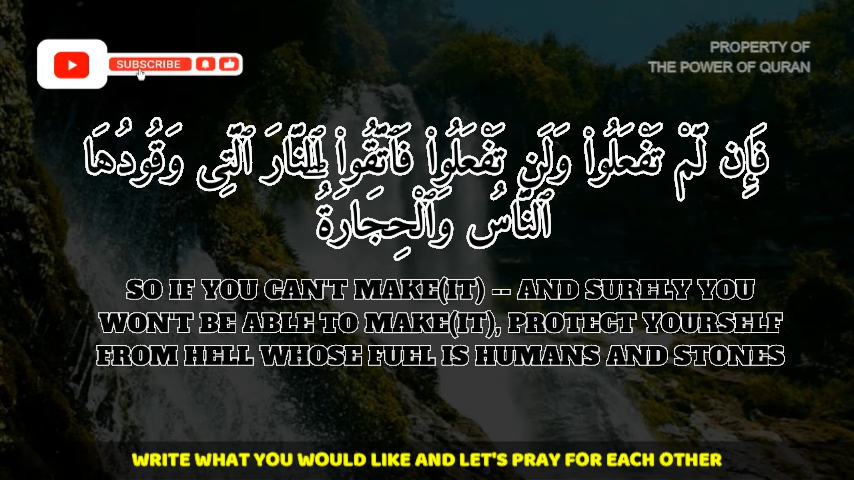 SUBSCRIBE
PROPERTY OF
THE POWER OF QURAN
فَإِن لَّمْ تَفْعَلُوا۟ وَلَن تَفْعَلُوا۟ فَٱتَّقُوا۟ ٱلنَّارَ ٱلَّتِى وَقُودُهَا
ٱلنَّاسُ وَٱلْحِجَارَةُ
SO IF YOU CAN'T MAKE(IT) -- AND SURELY YOU
WON'T BE ABLE TO MAKE(IT), PROTECT YOURSELF
FROM HELL WHOSE FUEL IS HUMANS AND STONES
WRITE WHAT YOU WOULD LIKE AND LET'S PRAY FOR EACH OTHER